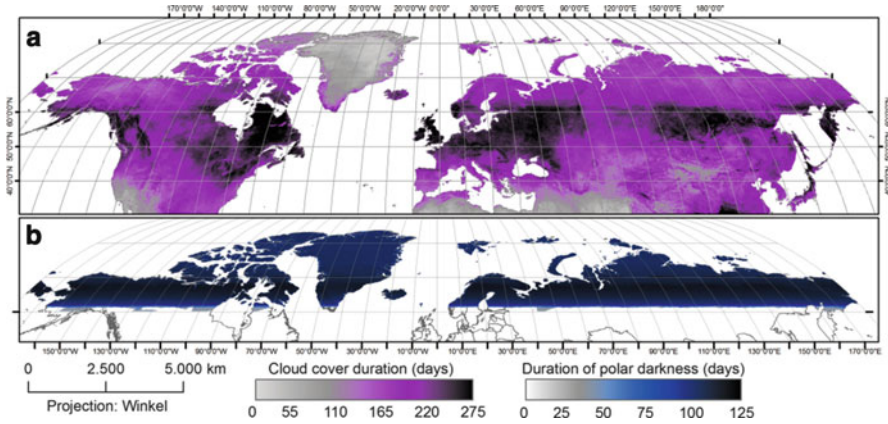 170°0'0"W 140°0'0"W 110°0'0"W 80°0'0"W 50°0'0"W 20°0'0"W 0°0'0" 30°0'0"E 60°0'0"E 90°0'0"E 120°0'0"E 150°0'0"E 180°0'0"
a
60°0'0"N
50°0'0"N
40°0'0"N
b
150°0'0"W 130°0'0"W 110°0'0"W 90°0'0"W 70°0'0"W 50°0'0"W 30°0'0"W 10°0'0"W 10°0'0"E 30°0'0"E 50°0'0"E 70°0'0"E 90°0'0"E 110°0'0"E 130°0'0"E 150°0'0"E 170°0'0"E
0 2.500 5.000 km
Projection: Winkel
Cloud cover duration (days)
0 55 110 165 220 275
Duration of polar darkness (days)
0 25 50 75 100 125